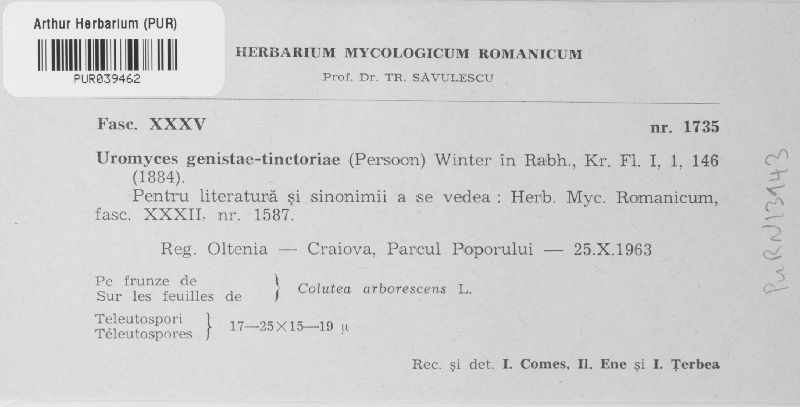 Arthur Herbarium (PUR)
PUR039462
HERBARIUM MYCOLOGICUM ROMANICUM
Prof. Dr. TR. SĂVULESCU
Fasc. XXXV nr. 1735
Uromyces genistae-tinctoriae (Persoon) Winter în Rabh., Kr. Fl. I, 1, 146
(1884).
Pentru literatură și sinonimii a se vedea : Herb. Myc. Romanicum,
fasc. XXXII, nr. 1587.
Reg. Oltenia — Craiova, Parcul Poporului — 25.X.1963
Pe frunze de
Sur les feuilles de } Colutea arborescens L.
Teleutospori
Téleutospores } 17—25×15—19 μ
Rec. și det. I. Comes, Il. Ene și I. Țerbea
PURN13943